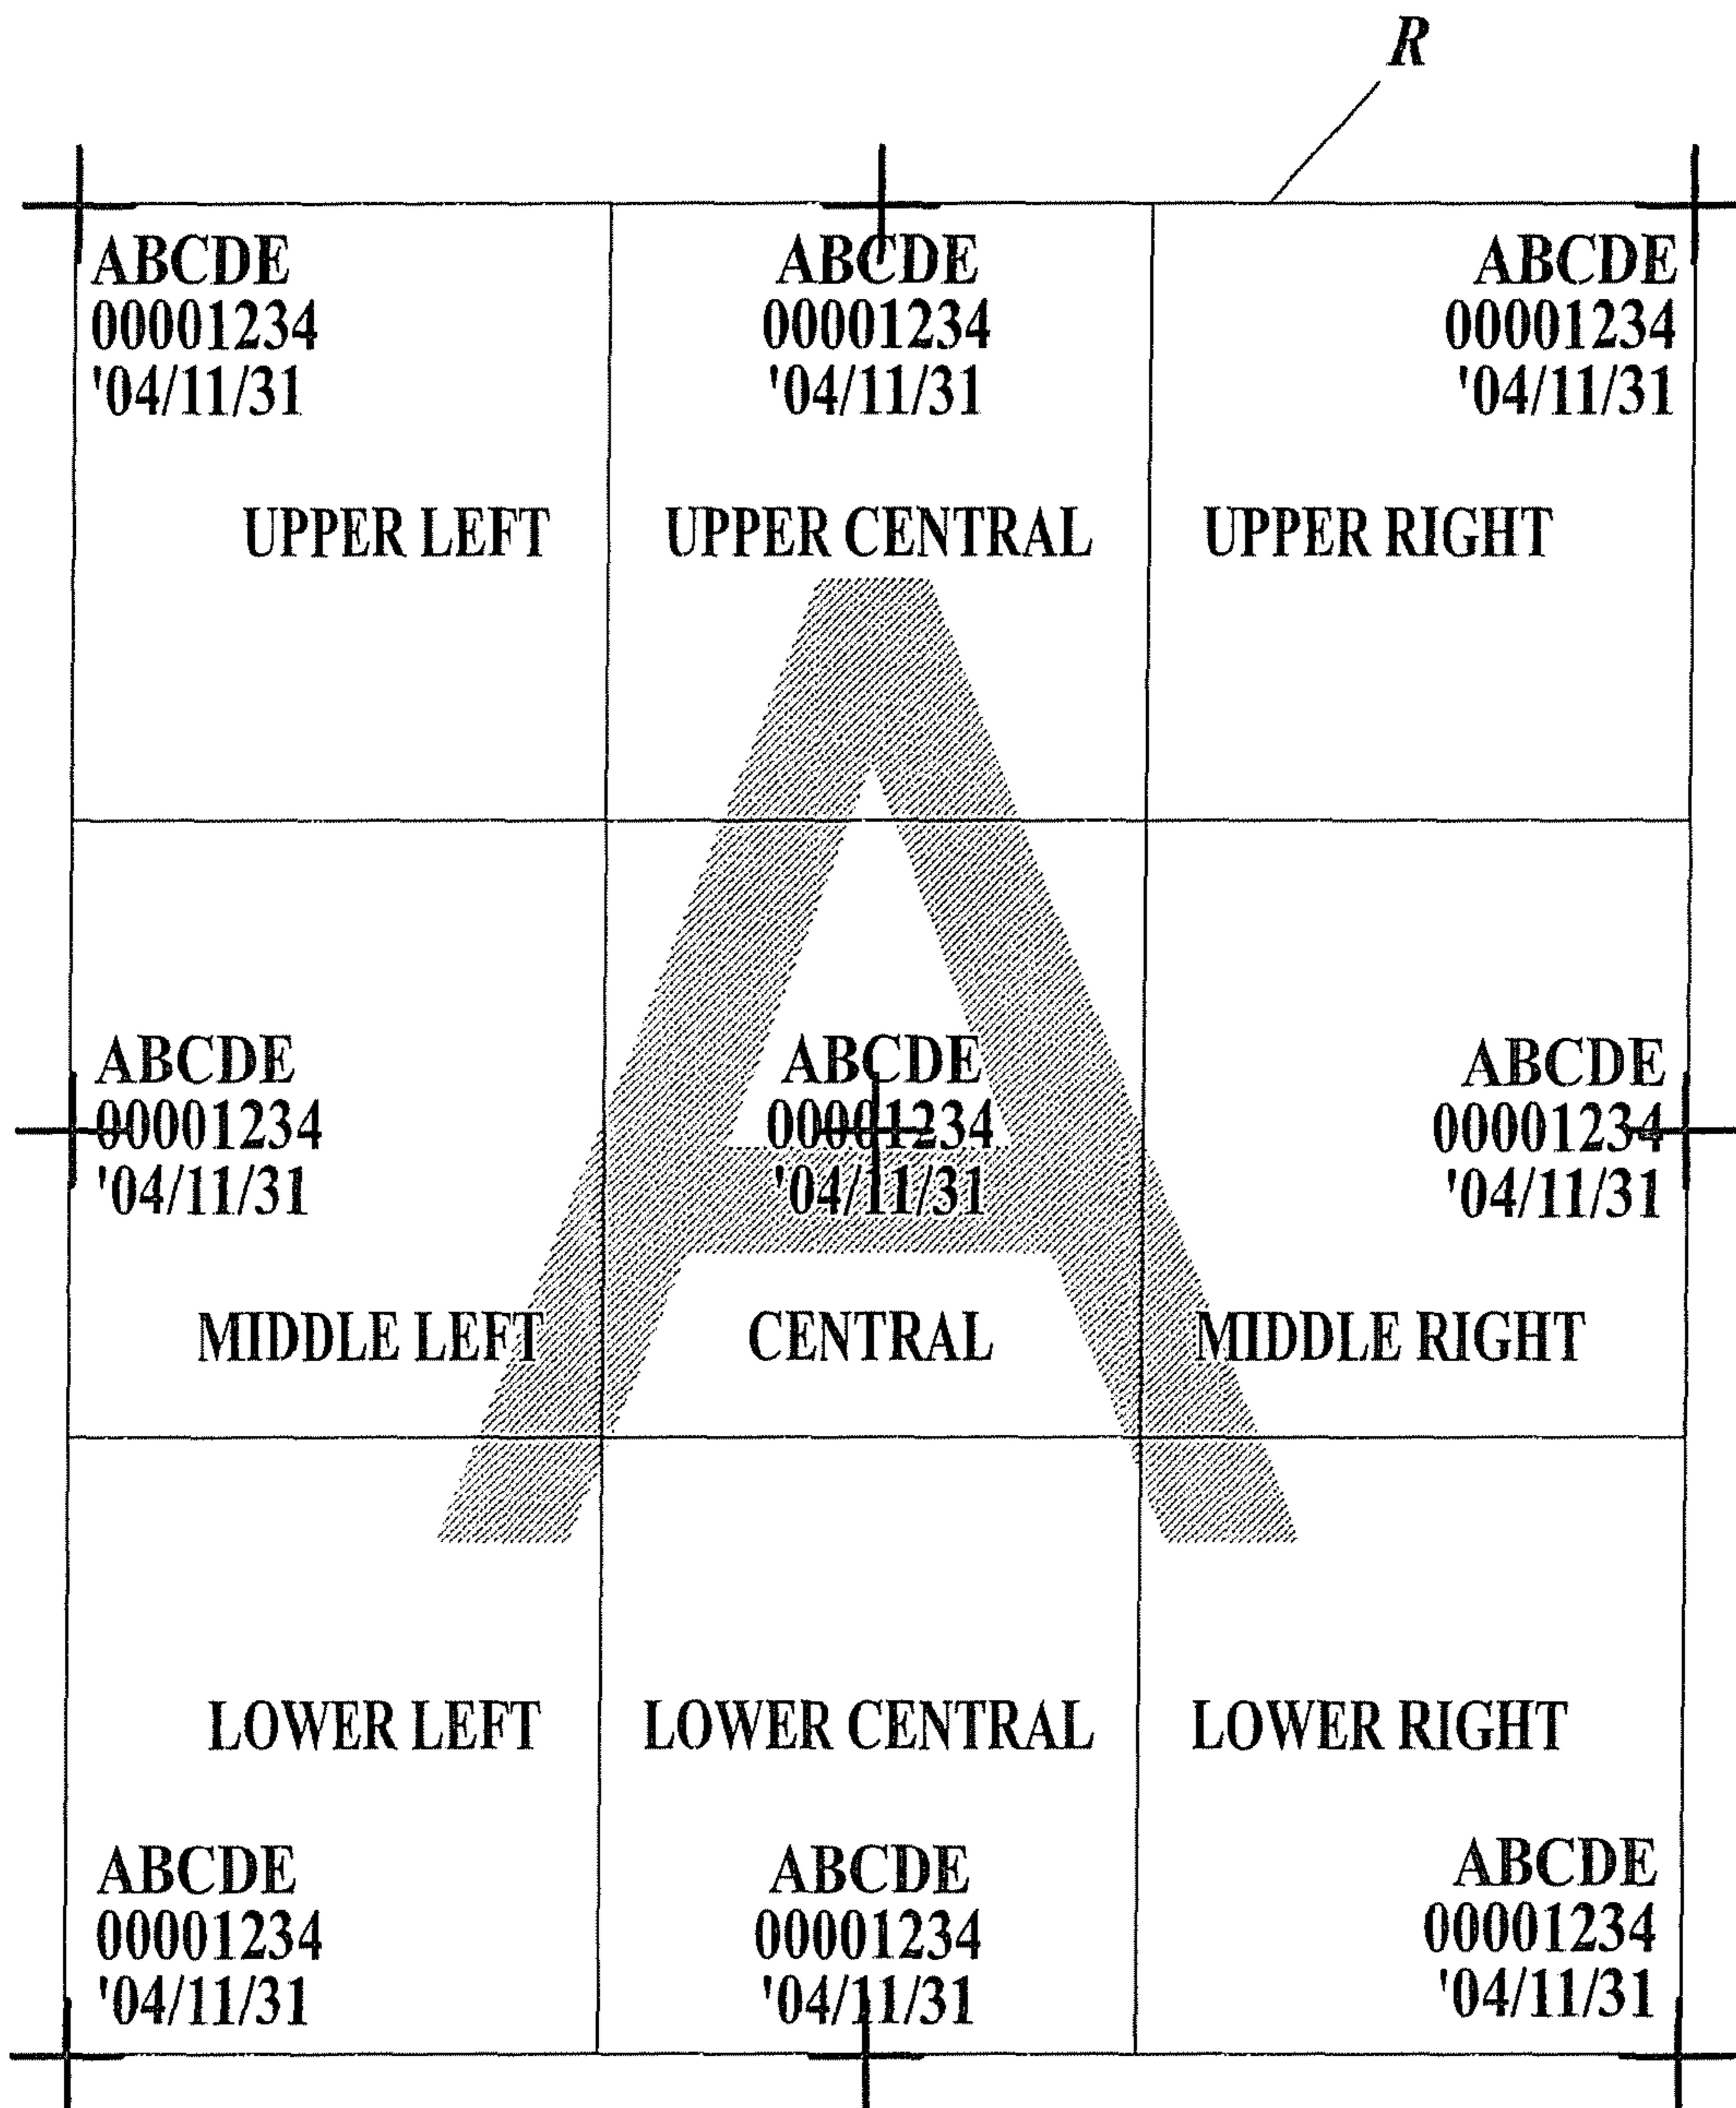 R
ABCDE
00001234
'04/11/31
UPPER LEFT
ABCDE
00001234
'04/11/31
UPPER CENTRAL
ABCDE
00001234
'04/11/31
UPPER RIGHT
A
ABCDE
00001234
'04/11/31
MIDDLE LEFT
ABCDE
00001234
'04/11/31
CENTRAL
ABCDE
00001234
'04/11/31
MIDDLE RIGHT
LOWER LEFT
ABCDE
00001234
'04/11/31
LOWER CENTRAL
ABCDE
00001234
'04/11/31
LOWER RIGHT
ABCDE
00001234
'04/11/31